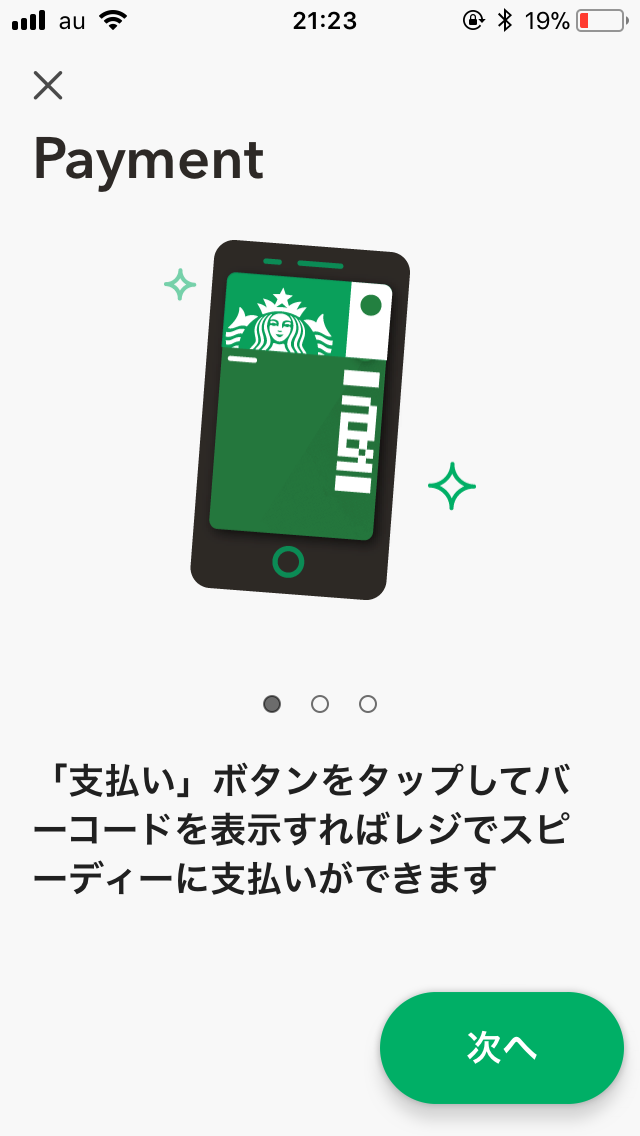 au 21:23 19%
Payment
「支払い」ボタンをタップしてバ
ーコードを表示すればレジでスピ
ーディーに支払いができます
次へ